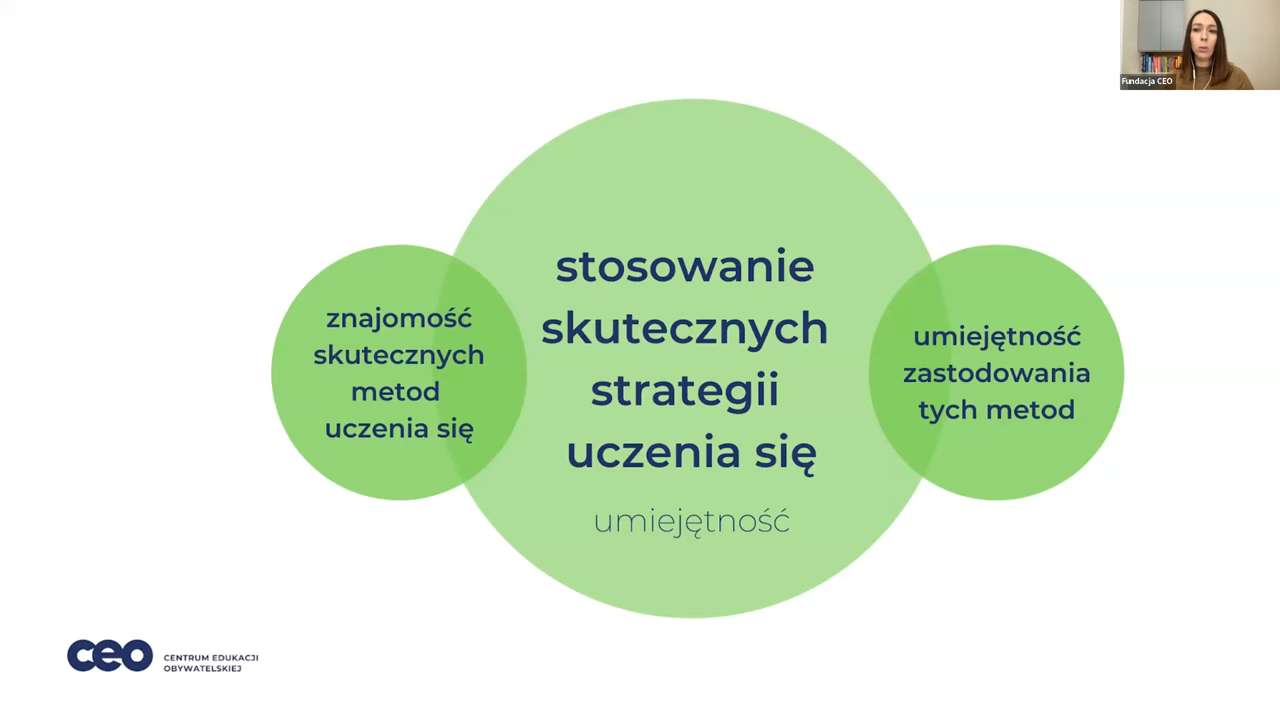 Fundacja CEO
znajomość
skutecznych
metod
uczenia się
stosowanie
skutecznych
strategii
uczenia się
umiejętność
umiejętność
zastodowania
tych metod
ceo
CENTRUM EDUKACJI
OBYWATELSKIEJ